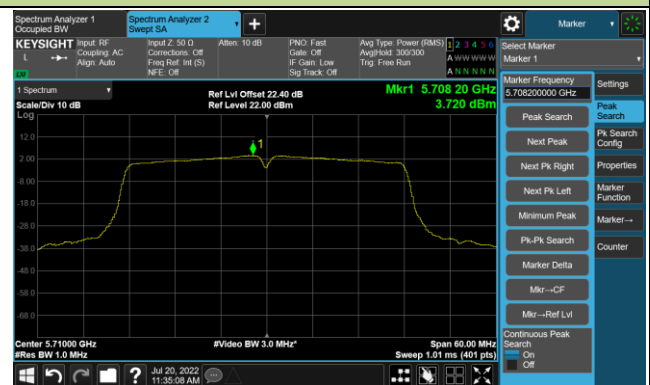 Spectrum Analyzer 1
Occupied BW
Spectrum Analyzer 2
Swept SA
Marker
KEYSIGHT
L
LXI
Input: RF
Coupling: AC
Align: Auto
Input Z: 50 Ω
Corrections: Off
Freq Ref: Int (S)
NFE: Off
Atten: 10 dB
PNO: Fast
Gate: Off
IF Gain: Low
Sig Track: Off
Avg Type: Power (RMS)
Avg|Hold: 300/300
Trig: Free Run
1 2 3 4 5 6
A W W W W W
A N N N N N
Select Marker
Marker 1
1 Spectrum
Scale/Div 10 dB
Log
Ref Lvl Offset 22.40 dB
Ref Level 22.00 dBm
Mkr1 5.708 20 GHz
3.720 dBm
12.0
2.00
-8.00
-18.0
-28.0
-38.0
-48.0
-58.0
-68.0
1
Center 5.71000 GHz
#Res BW 1.0 MHz
#Video BW 3.0 MHz*
Span 60.00 MHz
Sweep 1.01 ms (401 pts)
Marker Frequency
5.708200000 GHz
Peak Search
Next Peak
Next Pk Right
Next Pk Left
Minimum Peak
Pk-Pk Search
Marker Delta
Mkr→CF
Mkr→Ref Lvl
Continuous Peak
Search
On
Off
Settings
Peak
Search
Pk Search
Config
Properties
Marker
Function
Marker→
Counter
Jul 20, 2022
11:35:08 AM